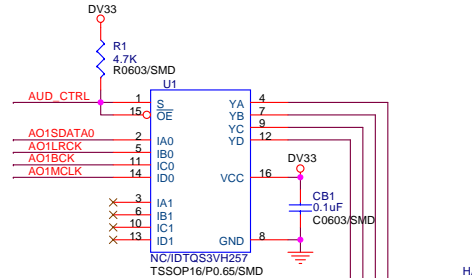 DV33
R1
4.7K
R0603/SMD
U1
AUD_CTRL
1
S
YA
4
15
OE
YB
7
YC
9
AO1SDATA0
2
IA0
YD
12
AO1LRCK
5
IB0
AO1BCK
11
IC0
DV33
AO1MCLK
14
ID0
VCC
16
3
IA1
CB1
6
IB1
0.1uF
10
IC1
C0603/SMD
13
ID1
GND
8
NC/IDTQS3VH257
TSSOP16/P0.65/SMD
H